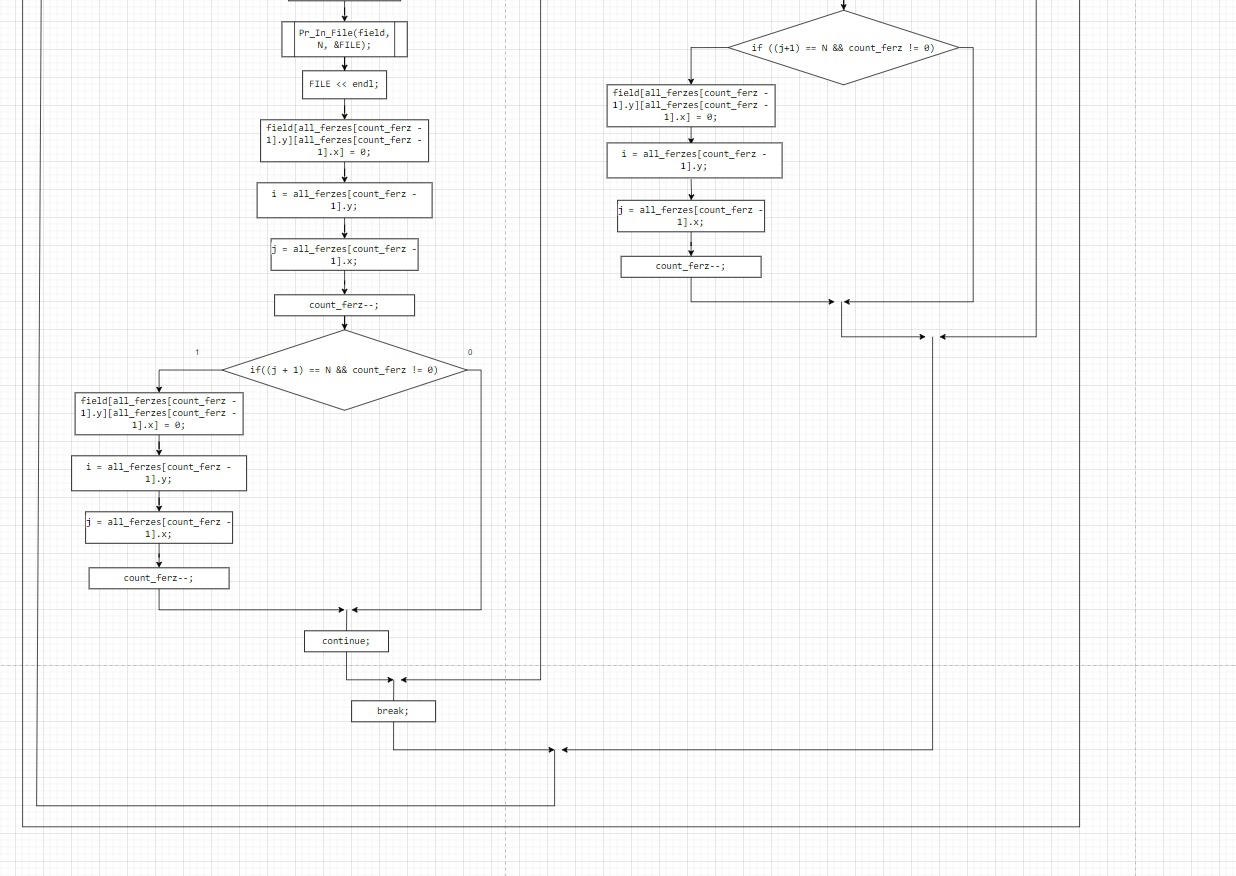 Pr_In_File(field,
N, &FILE);
FILE << endl;
field[all_ferzes[count_ferz -
1].y][all_ferzes[count_ferz -
1].x] = 0;
i = all_ferzes[count_ferz -
1].y;
j = all_ferzes[count_ferz -
1].x;
count_ferz--;
1
0
if((j + 1) == N && count_ferz != 0)
field[all_ferzes[count_ferz -
1].y][all_ferzes[count_ferz -
1].x] = 0;
i = all_ferzes[count_ferz -
1].y;
j = all_ferzes[count_ferz -
1].x;
count_ferz--;
continue;
break;
if ((j+1) == N && count_ferz != 0)
field[all_ferzes[count_ferz -
1].y][all_ferzes[count_ferz -
1].x] = 0;
i = all_ferzes[count_ferz -
1].y;
j = all_ferzes[count_ferz -
1].x;
count_ferz--;